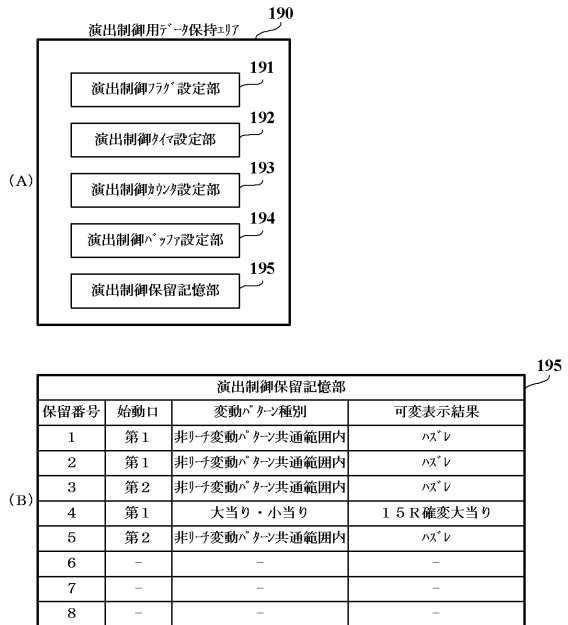 演出制御用ﾃﾞｰﾀ保持ｴﾘｱ
190
演出制御ﾌﾗｸﾞ設定部
191
演出制御ﾀｲﾏ設定部
192
(A)
演出制御ｶｳﾝﾀ設定部
193
演出制御ﾊﾞｯﾌｧ設定部
194
演出制御保留記憶部
195
195
演出制御保留記憶部
保留番号 始動口 変動ﾊﾟﾀｰﾝ種別 可変表示結果
1 第1 非ﾘｰﾁ変動ﾊﾟﾀｰﾝ共通範囲内 ﾊｽﾞﾚ
2 第1 非ﾘｰﾁ変動ﾊﾟﾀｰﾝ共通範囲内 ﾊｽﾞﾚ
3 第2 非ﾘｰﾁ変動ﾊﾟﾀｰﾝ共通範囲内 ﾊｽﾞﾚ
(B)
4 第1 大当り・小当り 15R確変大当り
5 第2 非ﾘｰﾁ変動ﾊﾟﾀｰﾝ共通範囲内 ﾊｽﾞﾚ
6 − − −
7 − − −
8 − − −